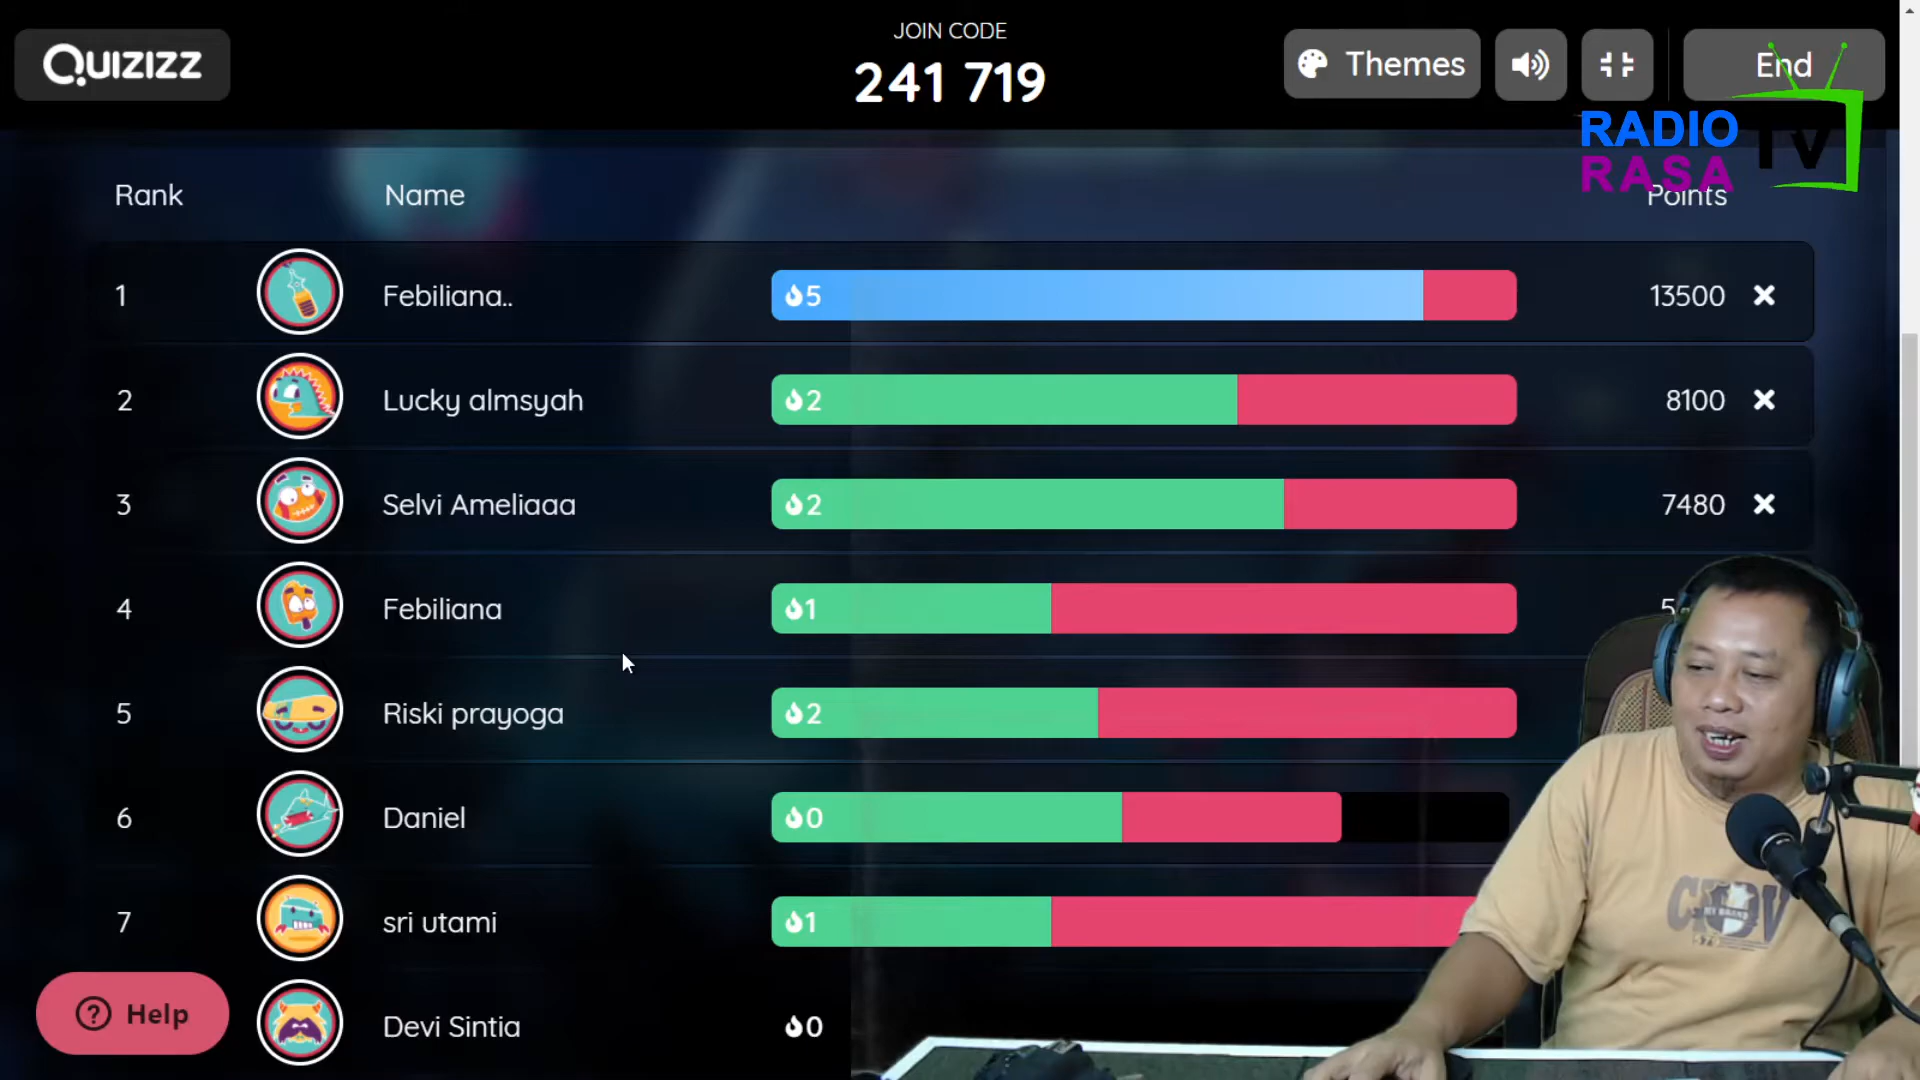 QUIZIZZ
JOIN CODE
241 719
Themes
End
RADIO
RASA
TV
Rank
Name
Points
1
Febiliana..
5
13500
2
Lucky almsyah
2
8100
3
Selvi Ameliaaa
2
7480
4
Febiliana
1
5
5
Riski prayoga
2
6
Daniel
0
7
sri utami
1
Devi Sintia
0
Help